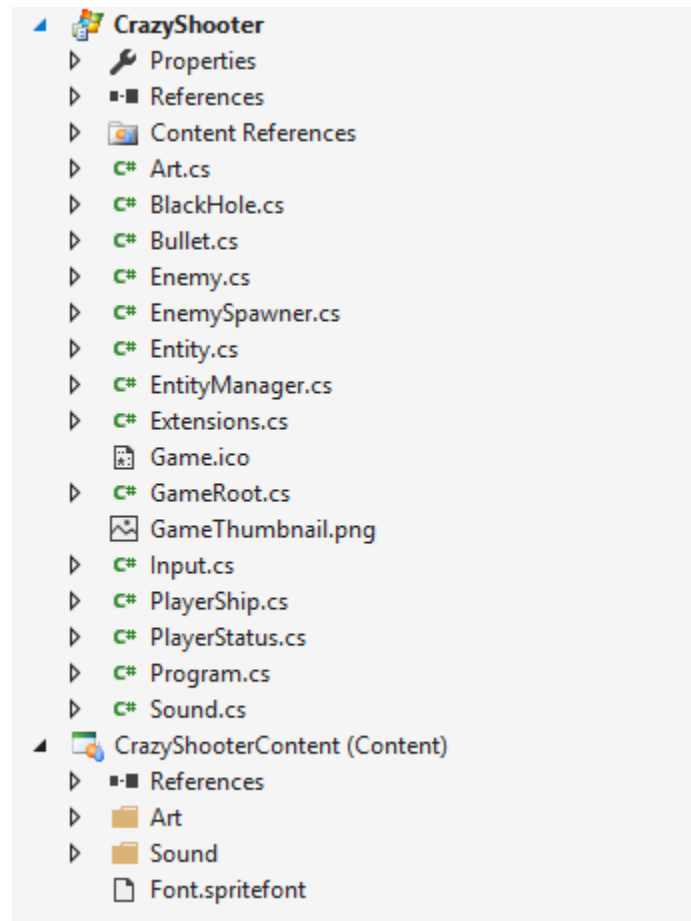 CrazyShooter
Properties
References
Content References
C# Art.cs
C# BlackHole.cs
C# Bullet.cs
C# Enemy.cs
C# EnemySpawner.cs
C# Entity.cs
C# EntityManager.cs
C# Extensions.cs
Game.ico
C# GameRoot.cs
GameThumbnail.png
C# Input.cs
C# PlayerShip.cs
C# PlayerStatus.cs
C# Program.cs
C# Sound.cs
CrazyShooterContent (Content)
References
Art
Sound
Font.spritefont